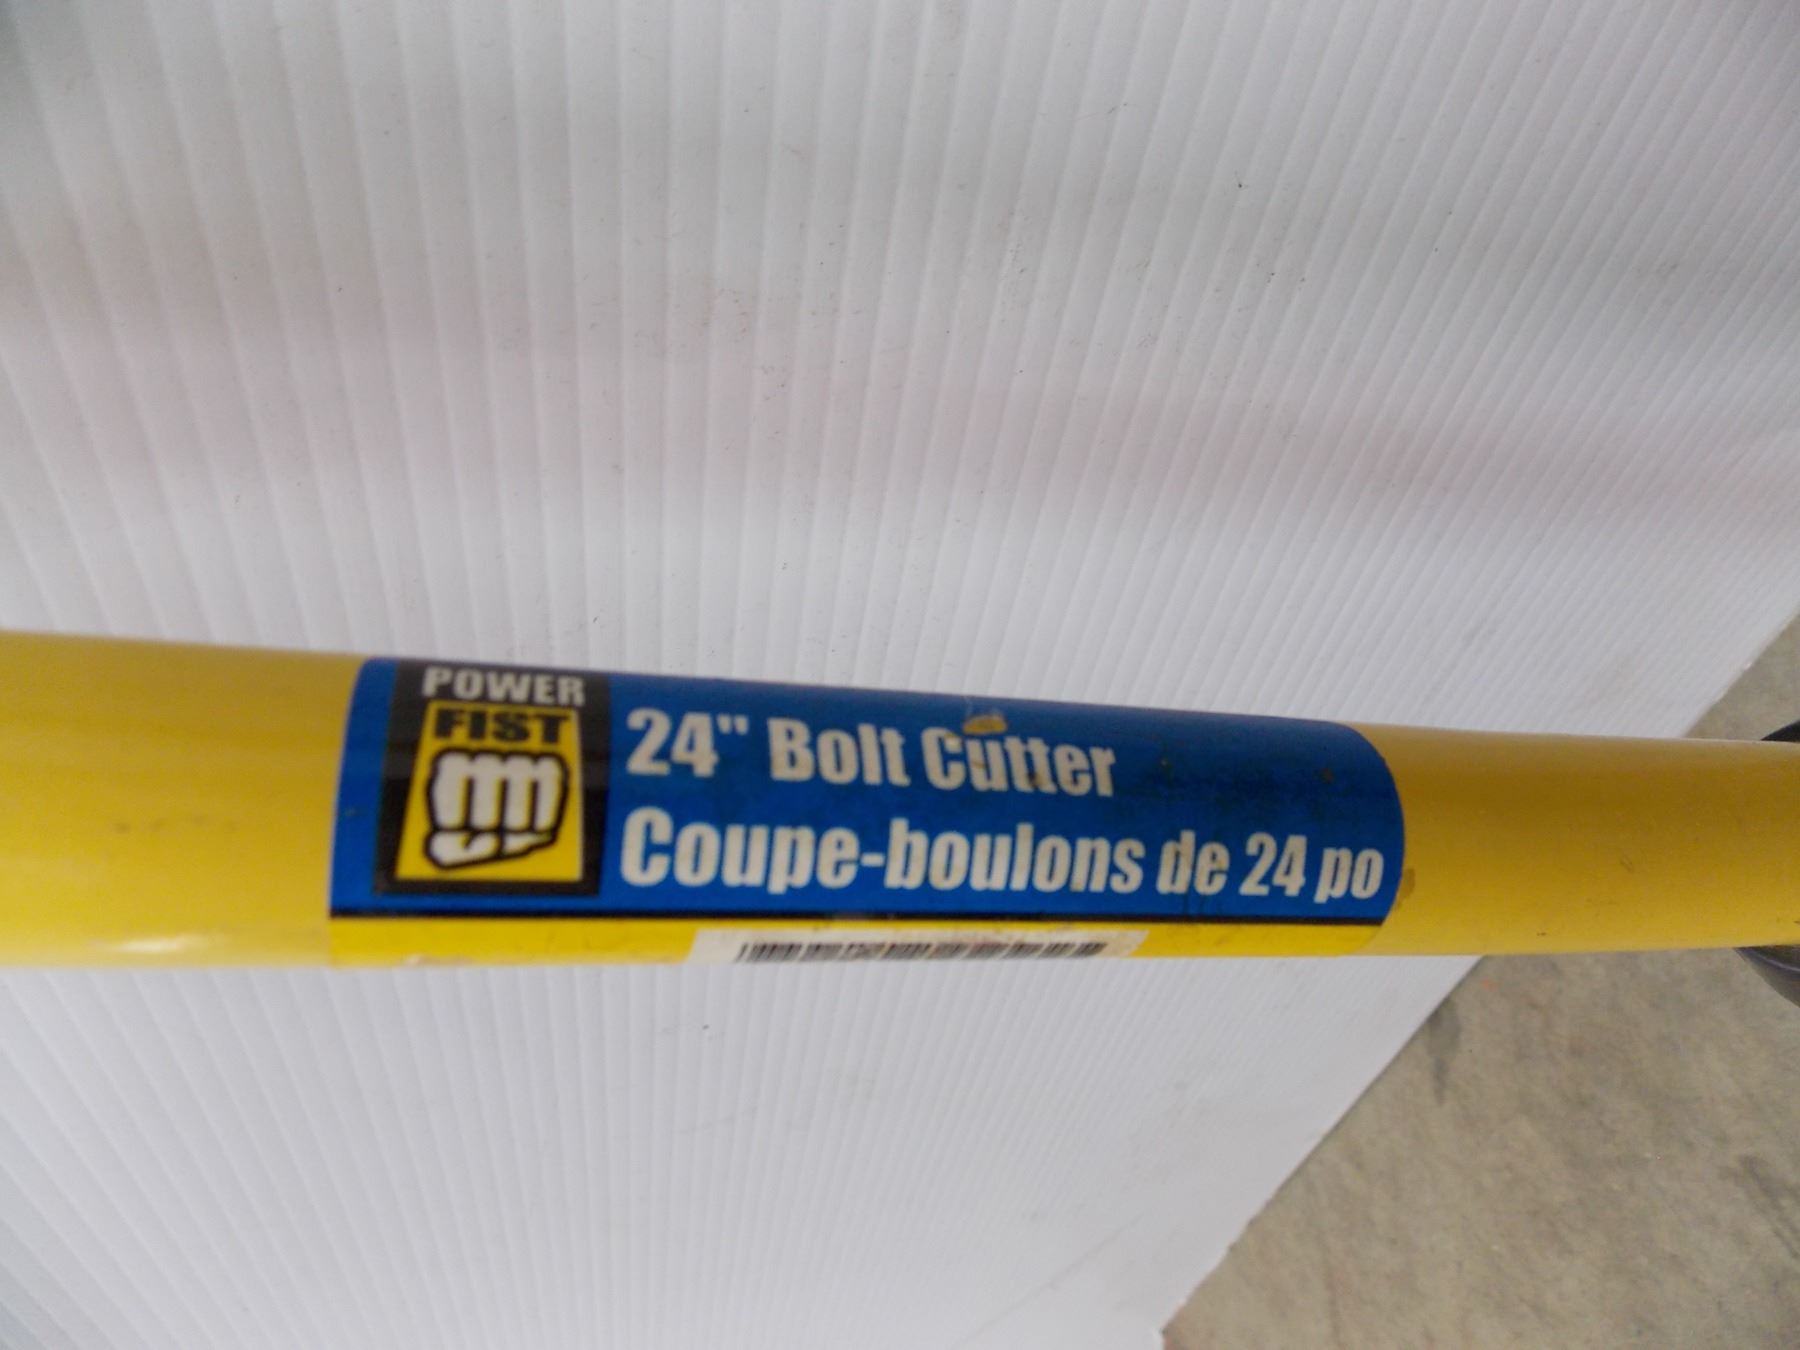 POWER
FIST
24" Bolt Cutter
Coupe-boulons de 24 po